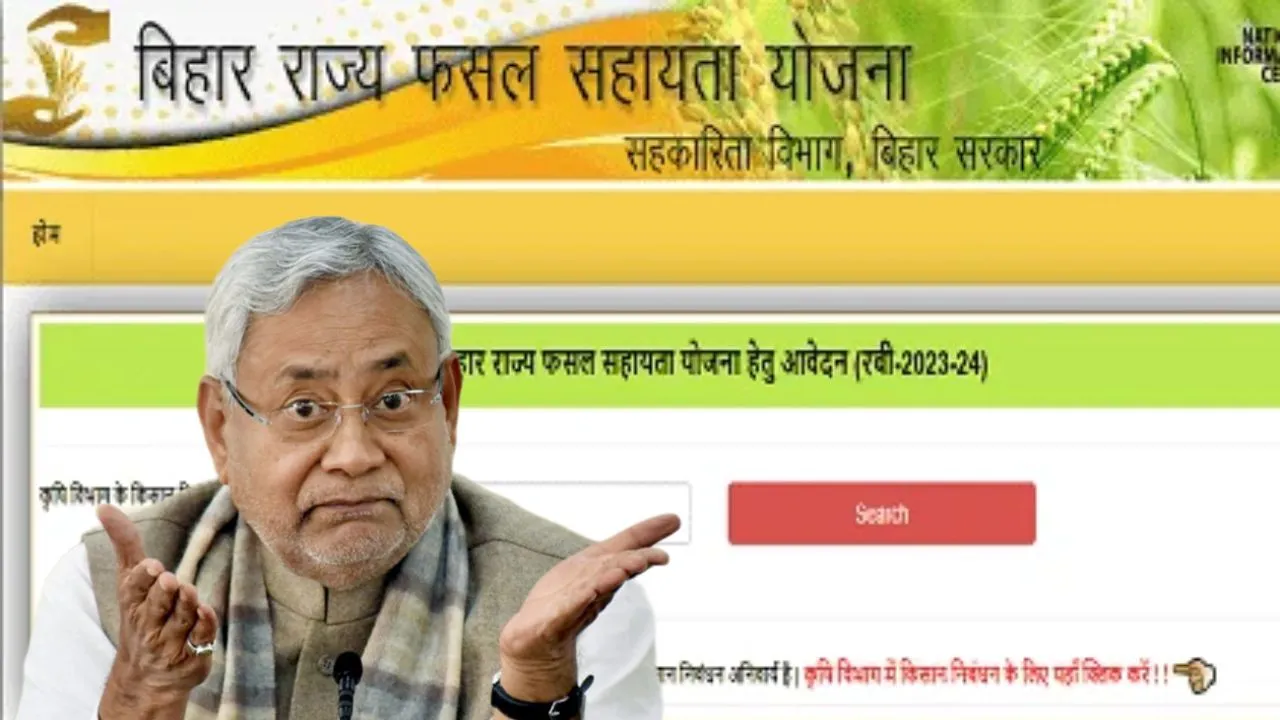 बिहार राज्य फसल सहायता योजना
सहकारिता विभाग, बिहार सरकार
होम
राज्य फसल सहायता योजना हेतु आवेदन (रबी-2023-24)
कृषि विभाग के किसान
Search
निबंधन अनिवार्य है। कृषि विभाग में किसान निबंधन के लिए यहाँ क्लिक करें !!